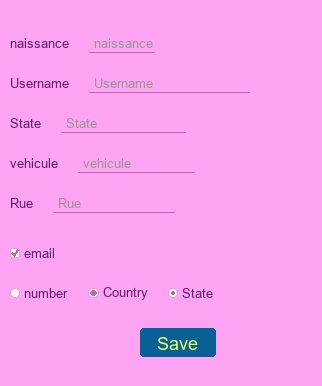 naissance naissance
Username Username
State State
vehicule vehicule
Rue Rue
email
number Country State
Save